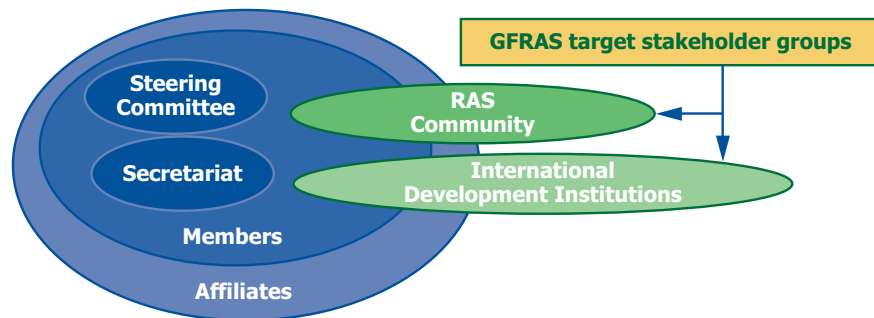 GFRAS target stakeholder groups
Steering
Committee
RAS
Community
Secretariat
International
Development Institutions
Members
Affiliates